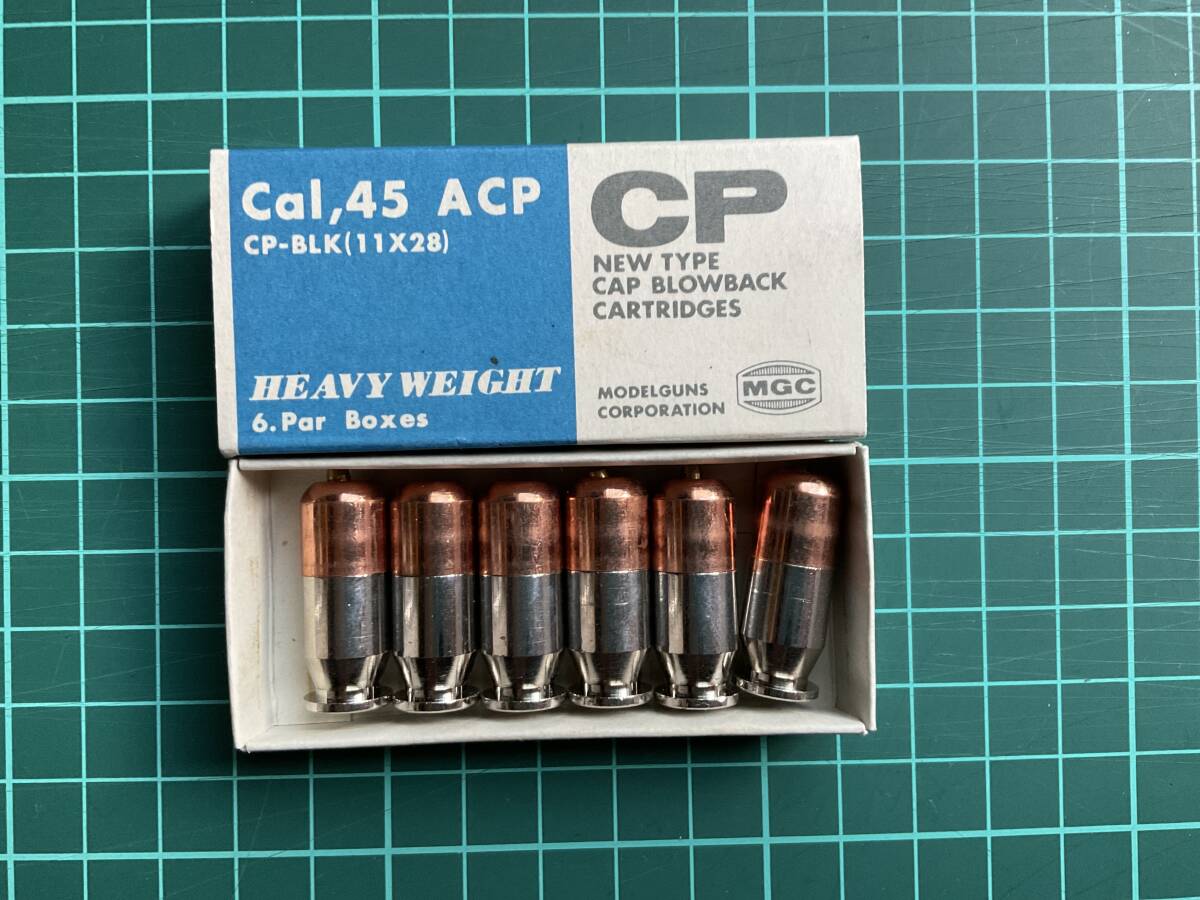 Cal,45 ACP
CP-BLK(11X28)
HEAVY WEIGHT
6.Par Boxes
CP
NEW TYPE
CAP BLOWBACK
CARTRIDGES
MODELGUNS
CORPORATION
MGC